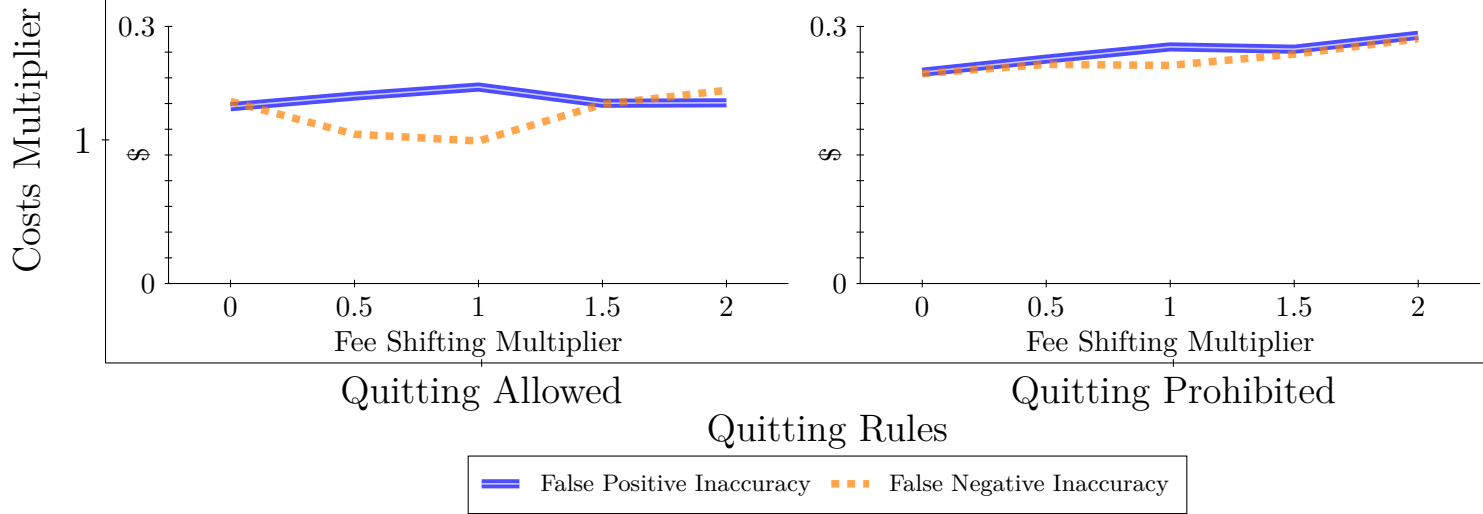 Costs Multiplier
1
0.3
$
0
0 0.5 1 1.5 2
Fee Shifting Multiplier
0.3
$
0
0 0.5 1 1.5 2
Fee Shifting Multiplier
Quitting Allowed
Quitting Prohibited
Quitting Rules
False Positive Inaccuracy False Negative Inaccuracy